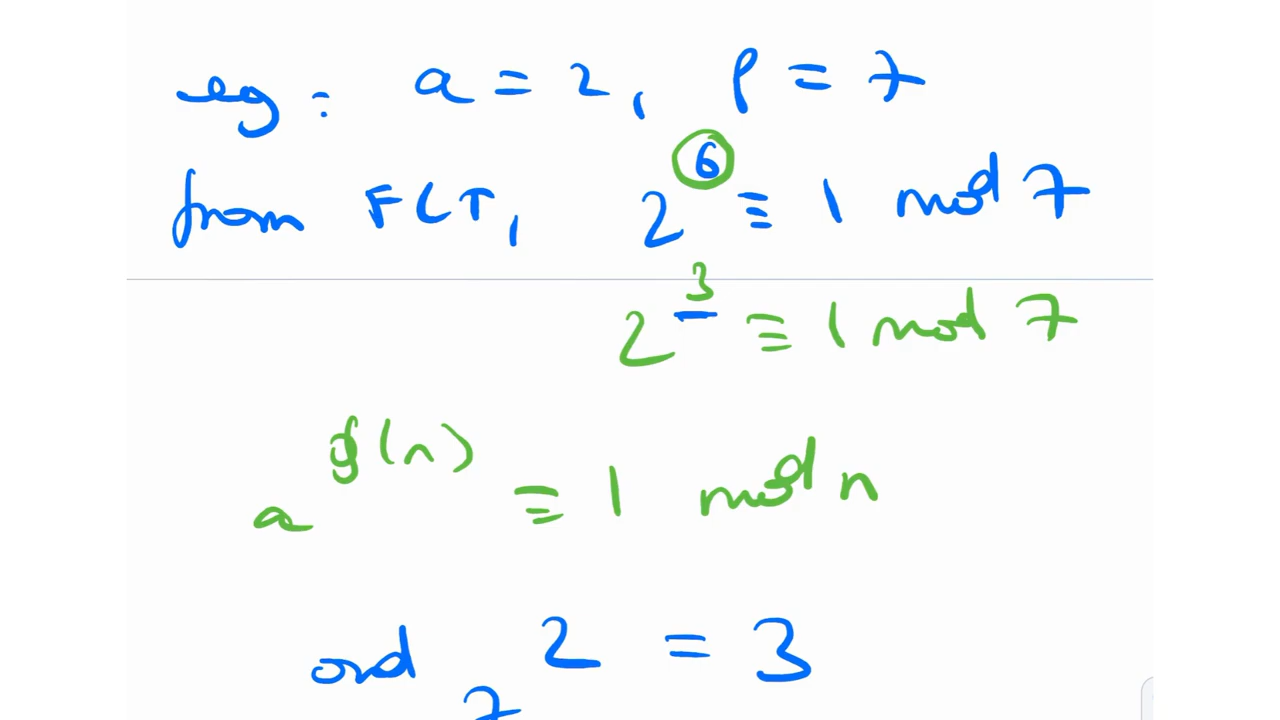 eg: a = 2, p = 7
from FLT, 2^6 ≡ 1 mod 7
2^3 ≡ 1 mod 7
a^ϕ(n) ≡ 1 mod n
ord_7 2 = 3